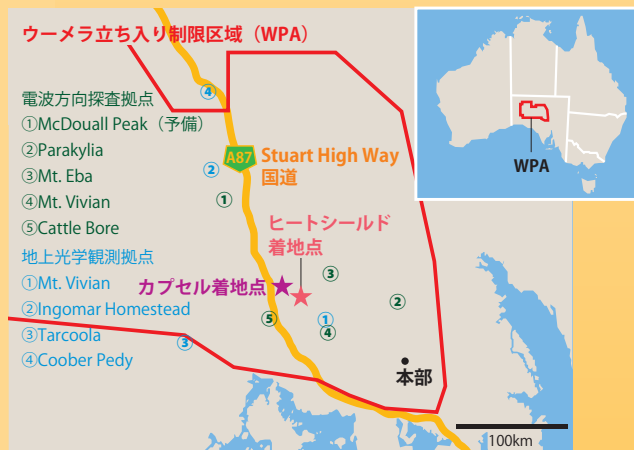 ウーメラ立ち入り制限区域（WPA）
電波方向探査拠点
①McDouall Peak（予備）
②Parakylia
③Mt. Eba
④Mt. Vivian
⑤Cattle Bore
地上光学観測拠点
①Mt. Vivian
②Ingomar Homestead
③Tarcoola
④Coober Pedy
④
A87
Stuart High Way
国道
②
①
ヒートシールド
着地点
カプセル着地点
③
②
⑤
①
④
③
本部
100km
WPA